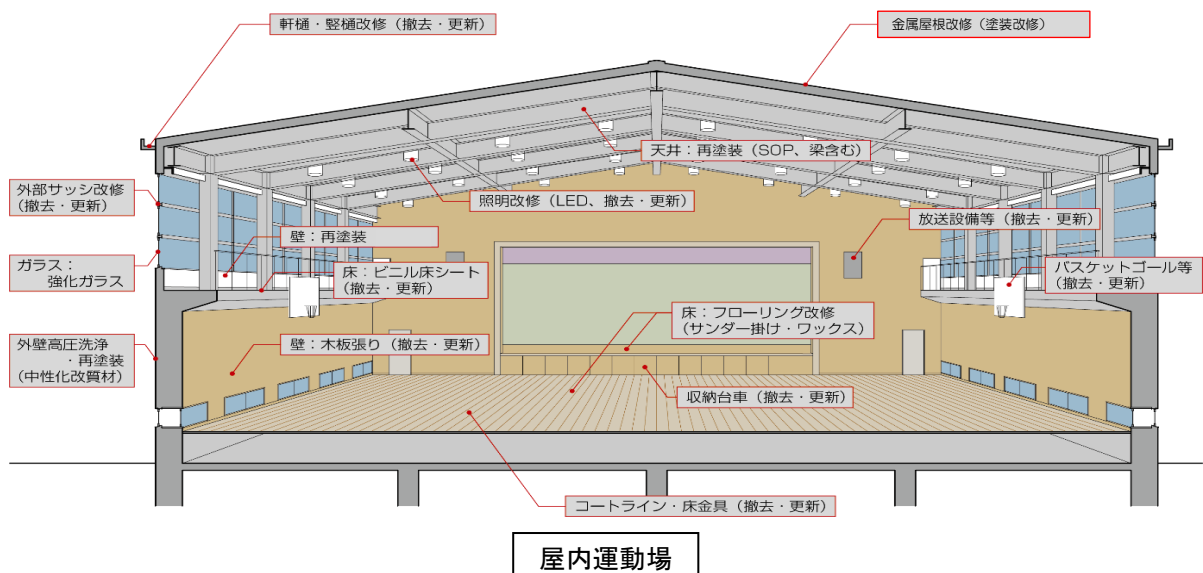 軒樋・竪樋改修（撤去・更新）
金属屋根改修（塗装改修）
天井：再塗装（SOP、梁含む）
外部サッシ改修
（撤去・更新）
照明改修（LED、撤去・更新）
放送設備等（撤去・更新）
壁：再塗装
ガラス：
強化ガラス
床：ビニル床シート
（撤去・更新）
バスケットゴール等
（撤去・更新）
床：フローリング改修
（サンダー掛け・ワックス）
外壁高圧洗浄
・再塗装
（中性化改質材）
壁：木板張り（撤去・更新）
収納台車（撤去・更新）
コートライン・床金具（撤去・更新）
屋内運動場